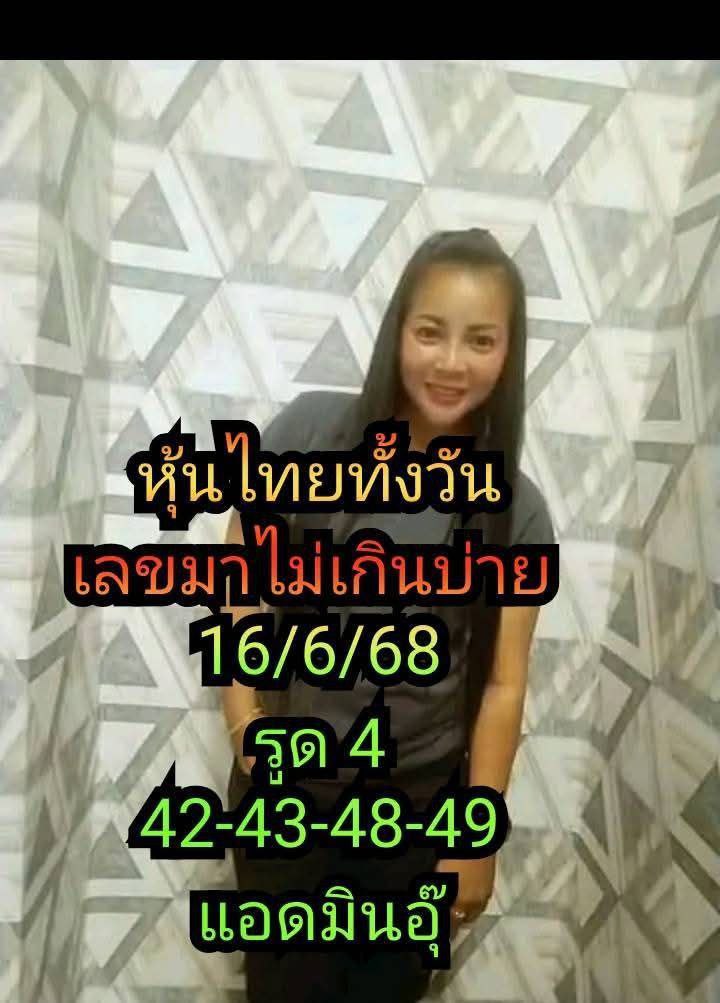 หุ้นไทยทั้งวัน
เลขมาไม่เกินบ่าย
16/6/68
รูด 4
42-43-48-49
แอดมินอุ๊